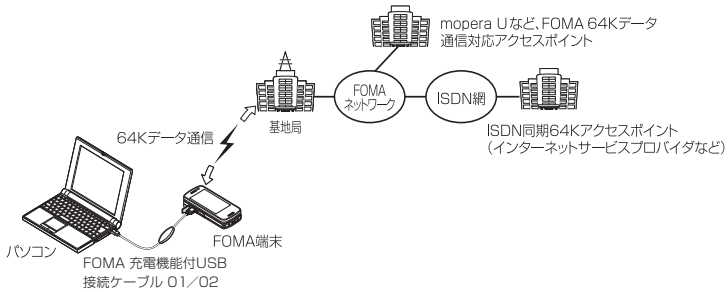 mopera Uなど、FOMA 64Kデータ
通信対応アクセスポイント
FOMA
ネットワーク
ISDN網
基地局
ISDN同期64Kアクセスポイント
（インターネットサービスプロバイダなど）
64Kデータ通信
FOMA端末
パソコン
FOMA 充電機能付USB
接続ケーブル 01／02